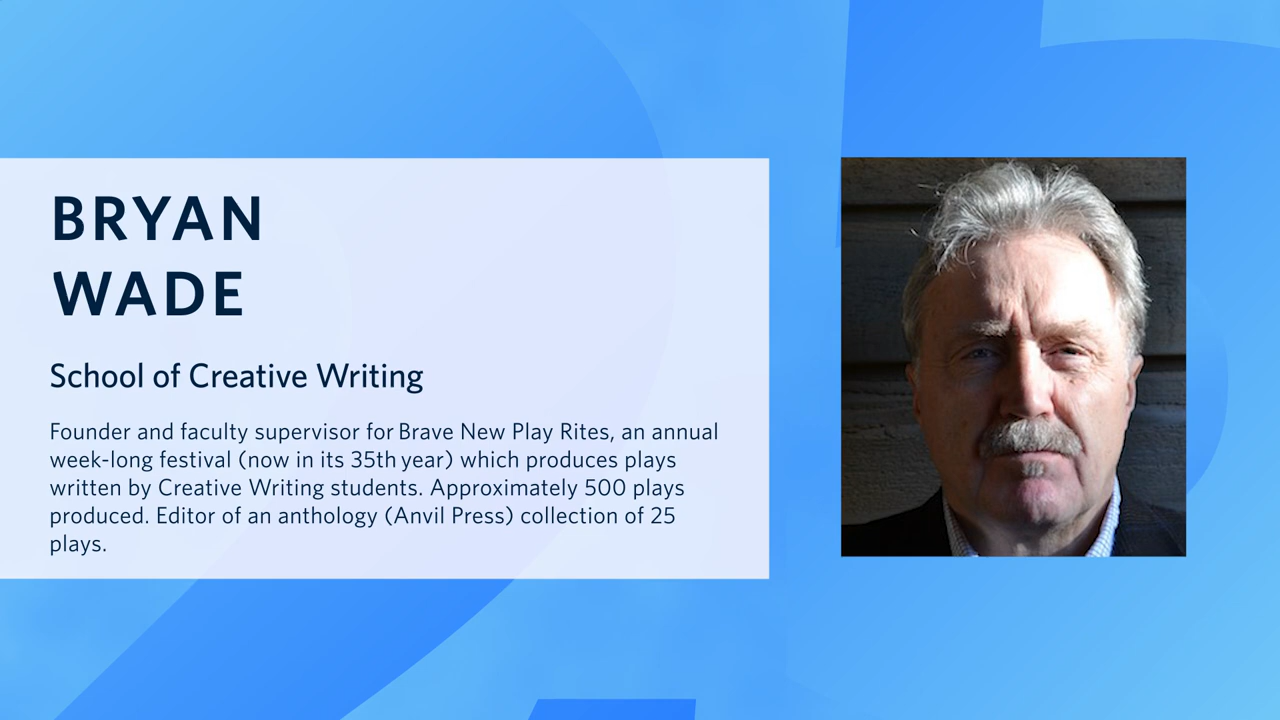 BRYAN
WADE
School of Creative Writing
Founder and faculty supervisor for Brave New Play Rites, an annual
week-long festival (now in its 35th year) which produces plays
written by Creative Writing students. Approximately 500 plays
produced. Editor of an anthology (Anvil Press) collection of 25
plays.